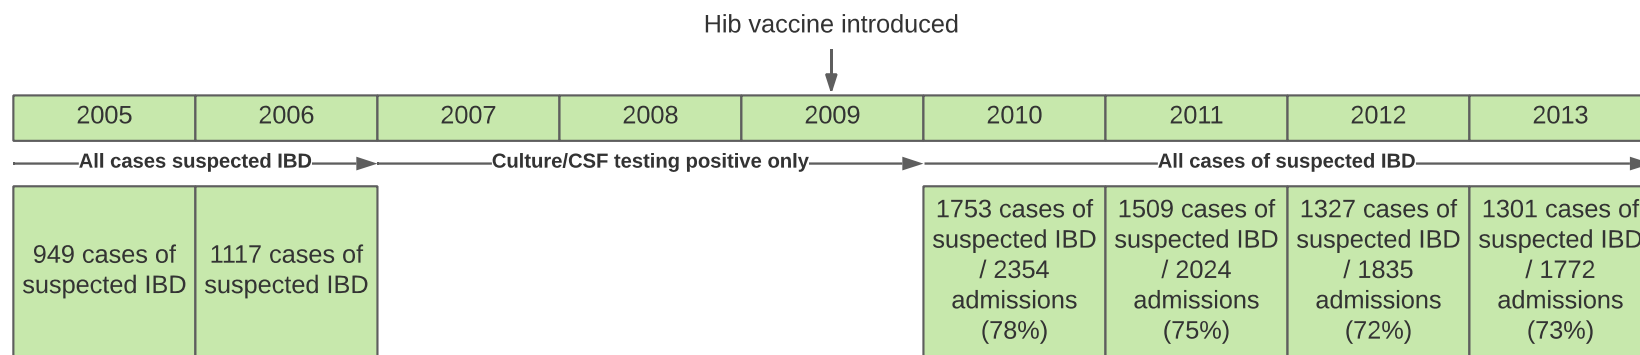 Hib vaccine introduced
2005 2006 2007 2008 2009 2010 2011 2012 2013
All cases suspected IBD Culture/CSF testing positive only All cases of suspected IBD
949 cases of
suspected IBD
1117 cases of
suspected IBD
1753 cases of
suspected IBD
/ 2354
admissions
(78%)
1509 cases of
suspected IBD
/ 2024
admissions
(75%)
1327 cases of
suspected IBD
/ 1835
admissions
(72%)
1301 cases of
suspected IBD
/ 1772
admissions
(73%)